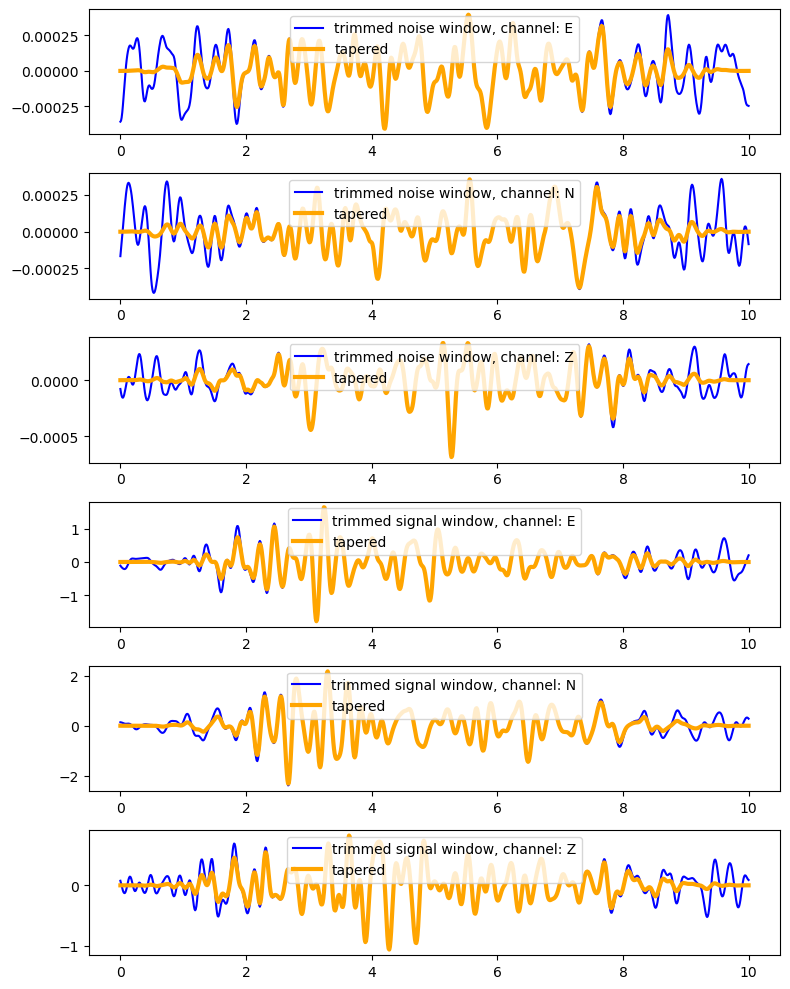 trimmed noise window, channel: E
tapered
0.00025
0.00000
−0.00025
0 2 4 6 8 10
trimmed noise window, channel: N
tapered
0.00025
0.00000
−0.00025
0 2 4 6 8 10
trimmed noise window, channel: Z
tapered
0.0000
−0.0005
0 2 4 6 8 10
trimmed signal window, channel: E
tapered
1
0
−1
0 2 4 6 8 10
trimmed signal window, channel: N
tapered
2
0
−2
0 2 4 6 8 10
trimmed signal window, channel: Z
tapered
0
−1
0 2 4 6 8 10